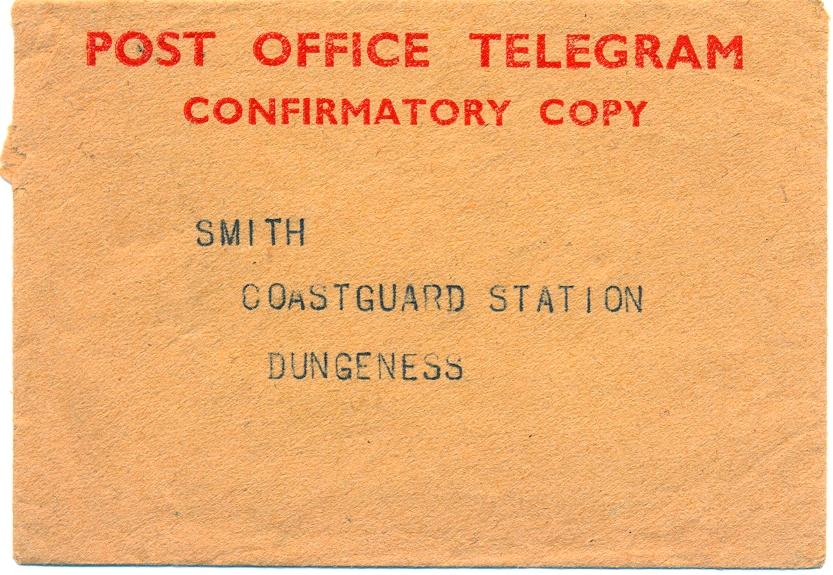 POST OFFICE TELEGRAM
CONFIRMATORY COPY
SMITH
COASTGUARD STATION
DUNGENESS